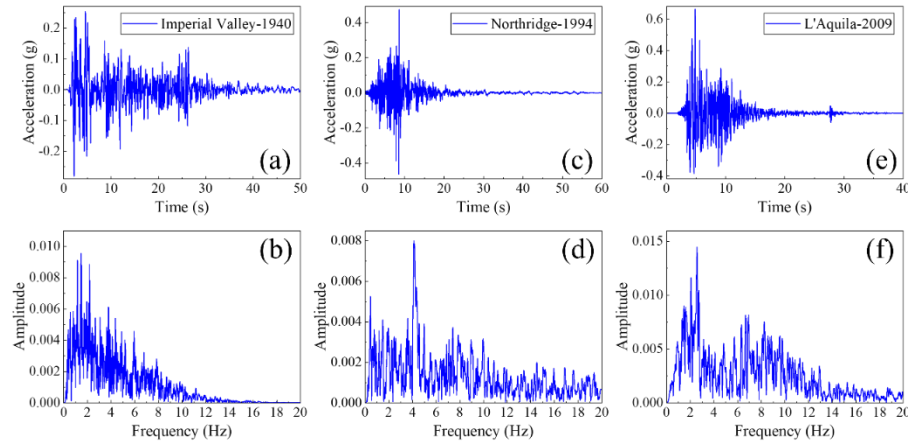 Imperial Valley-1940
Acceleration (g)
0.2
0.1
0.0
-0.1
-0.2
0 10 20 30 40 50
Time (s)
(a)
Northridge-1994
Acceleration (g)
0.4
0.2
0.0
-0.2
-0.4
0 10 20 30 40 50 60
Time (s)
(c)
L'Aquila-2009
Acceleration (g)
0.6
0.4
0.2
0.0
-0.2
-0.4
0 10 20 30 40
Time (s)
(e)
(b)
Amplitude
0.010
0.008
0.006
0.004
0.002
0.000
0 2 4 6 8 10 12 14 16 18 20
Frequency (Hz)
(d)
Amplitude
0.008
0.006
0.004
0.002
0.000
0 2 4 6 8 10 12 14 16 18 20
Frequency (Hz)
(f)
Amplitude
0.015
0.010
0.005
0.000
0 2 4 6 8 10 12 14 16 18 20
Frequency (Hz)